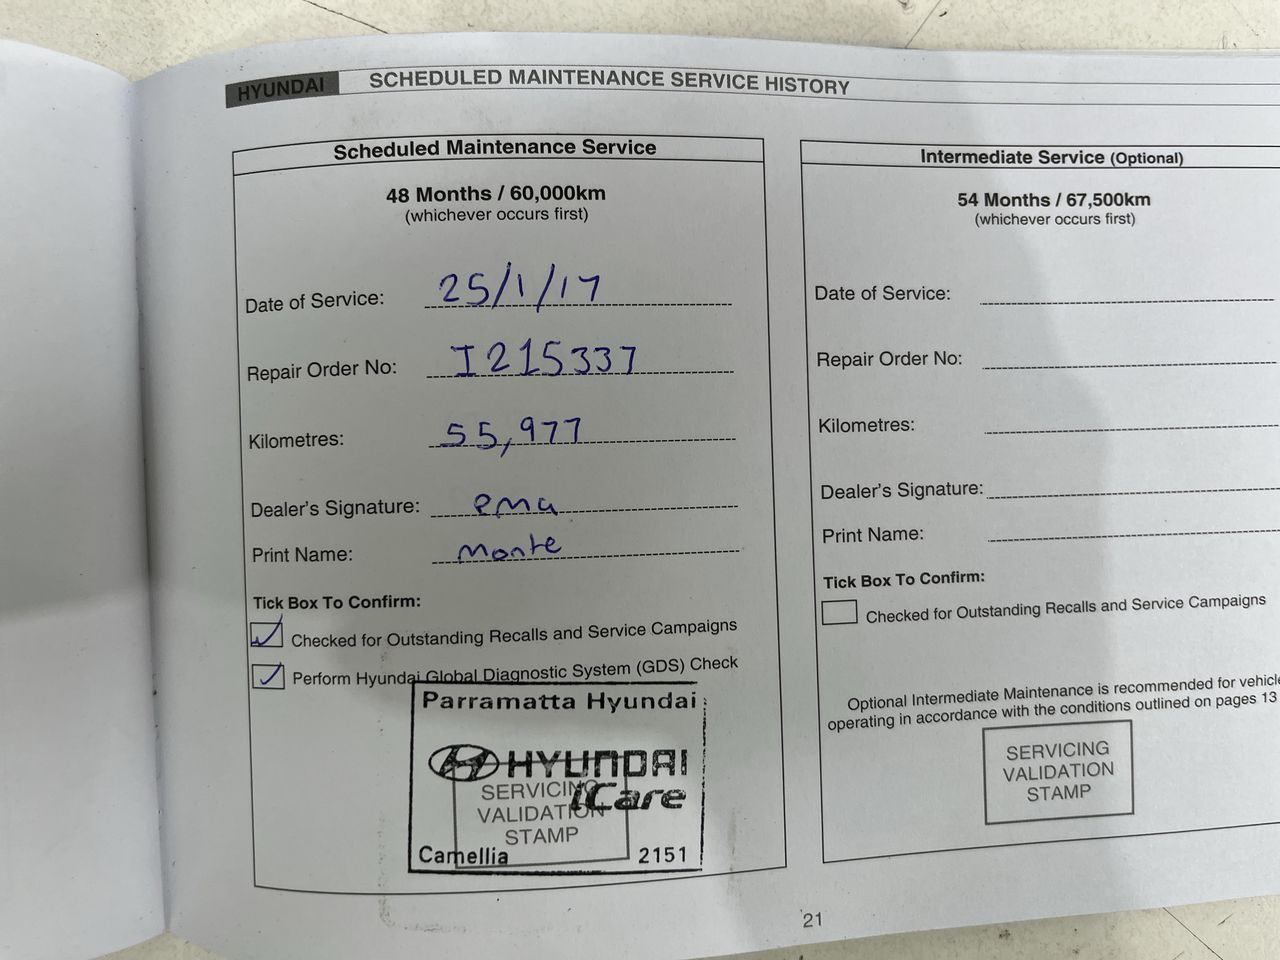 HYUNDAI SCHEDULED MAINTENANCE SERVICE HISTORY
Scheduled Maintenance Service
48 Months / 60,000km
(whichever occurs first)
Date of Service: 25/1/17
Repair Order No: I215337
Kilometres: 55,977
Dealer's Signature: ema
Print Name: Monte
Tick Box To Confirm:
Checked for Outstanding Recalls and Service Campaigns
Perform Hyundai Global Diagnostic System (GDS) Check
Parramatta Hyundai
HYUNDAI
iCare
SERVICING
VALIDATION
STAMP
Camellia 2151
Intermediate Service (Optional)
54 Months / 67,500km
(whichever occurs first)
Date of Service:
Repair Order No:
Kilometres:
Dealer's Signature:
Print Name:
Tick Box To Confirm:
Checked for Outstanding Recalls and Service Campaigns
Optional Intermediate Maintenance is recommended for vehicle
operating in accordance with the conditions outlined on pages 13
SERVICING
VALIDATION
STAMP
21